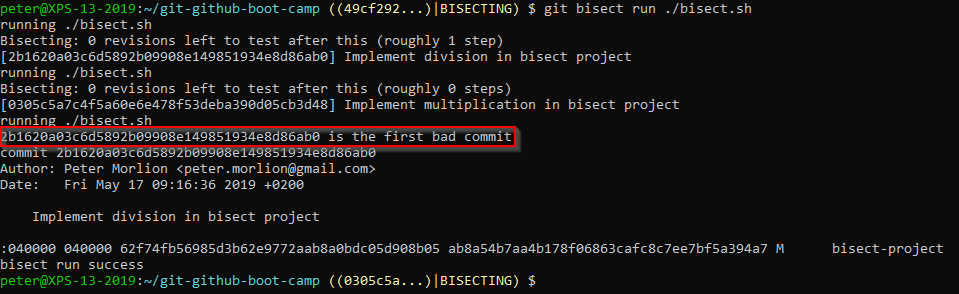 peter@XPS-13-2019:~/git-github-boot-camp ((49cf292...)|BISECTING) $ git bisect run ./bisect.sh
running ./bisect.sh
Bisecting: 0 revisions left to test after this (roughly 1 step)
[2b1620a03c6d5892b09908e149851934e8d86ab0] Implement division in bisect project
running ./bisect.sh
Bisecting: 0 revisions left to test after this (roughly 0 steps)
[0305c5a7c4f5a60e6e478f53deba390d05cb3d48] Implement multiplication in bisect project
running ./bisect.sh
2b1620a03c6d5892b09908e149851934e8d86ab0 is the first bad commit
commit 2b1620a03c6d5892b09908e149851934e8d86ab0
Author: Peter Morlion <peter.morlion@gmail.com>
Date:   Fri May 17 09:16:36 2019 +0200
    Implement division in bisect project
:040000 040000 62f74fb56985d3b62e9772aab8a0bdc05d908b05 ab8a54b7aa4b178f06863cafc8c7ee7bf5a394a7 M      bisect-project
bisect run success
peter@XPS-13-2019:~/git-github-boot-camp ((0305c5a...)|BISECTING) $